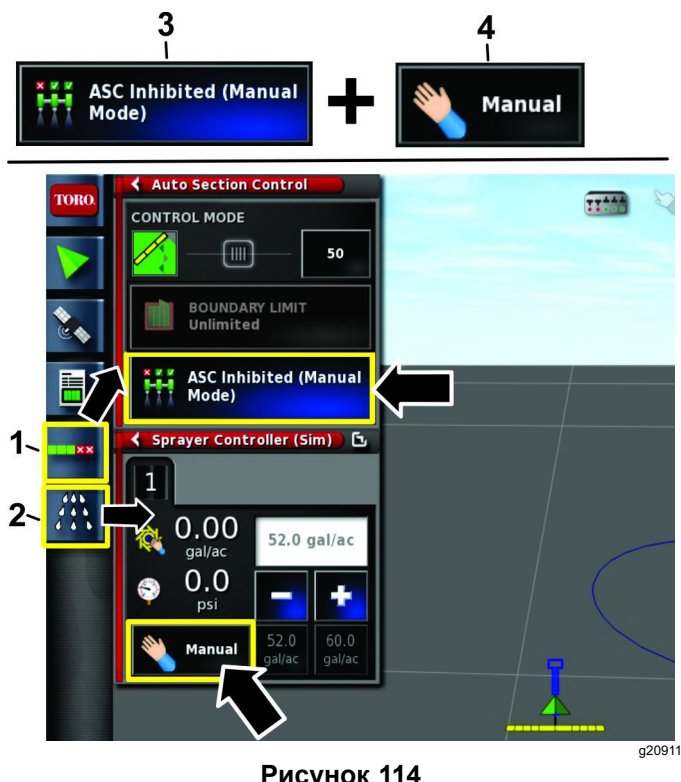 3
4
ASC Inhibited (Manual
Mode)
Manual
TORO.
Auto Section Control
CONTROL MODE
50
BOUNDARY LIMIT
Unlimited
ASC Inhibited (Manual
Mode)
1
Sprayer Controller (Sim)
1
2
0.00
gal/ac
52.0 gal/ac
0.0
psi
Manual
52.0
gal/ac
60.0
gal/ac
g20911
Рисунок 114